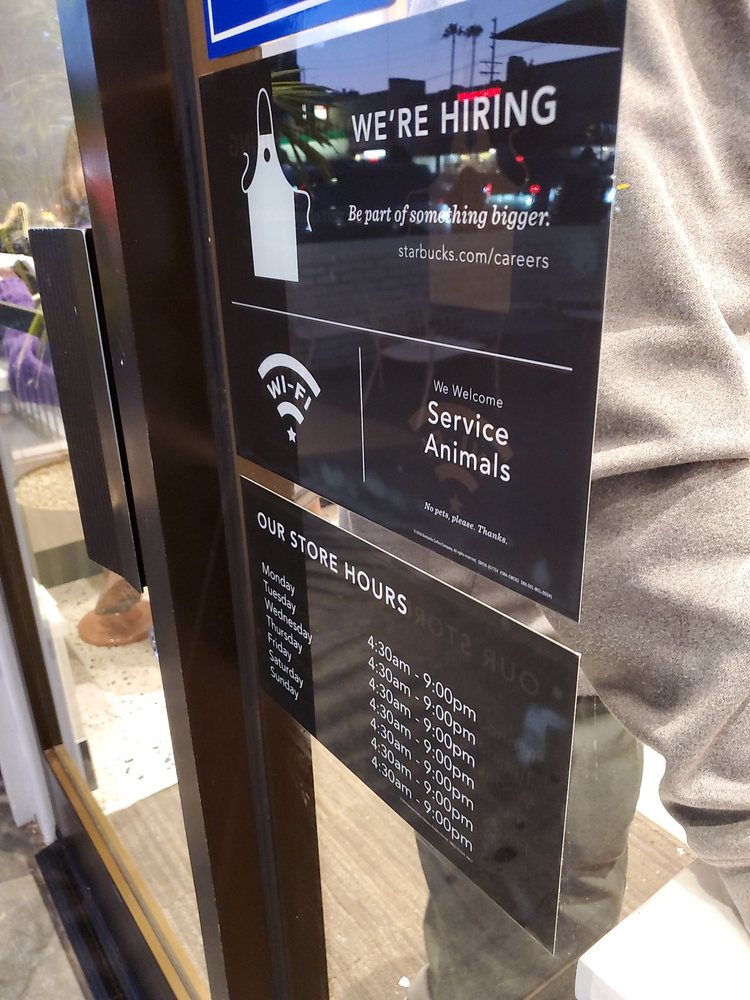 WE'RE HIRING
Be part of something bigger.
starbucks.com/careers
WI-FI
We Welcome
Service
Animals
No pets, please. Thanks.
OUR STORE HOURS
Monday 4:30am - 9:00pm
Tuesday 4:30am - 9:00pm
Wednesday 4:30am - 9:00pm
Thursday 4:30am - 9:00pm
Friday 4:30am - 9:00pm
Saturday 4:30am - 9:00pm
Sunday 4:30am - 9:00pm